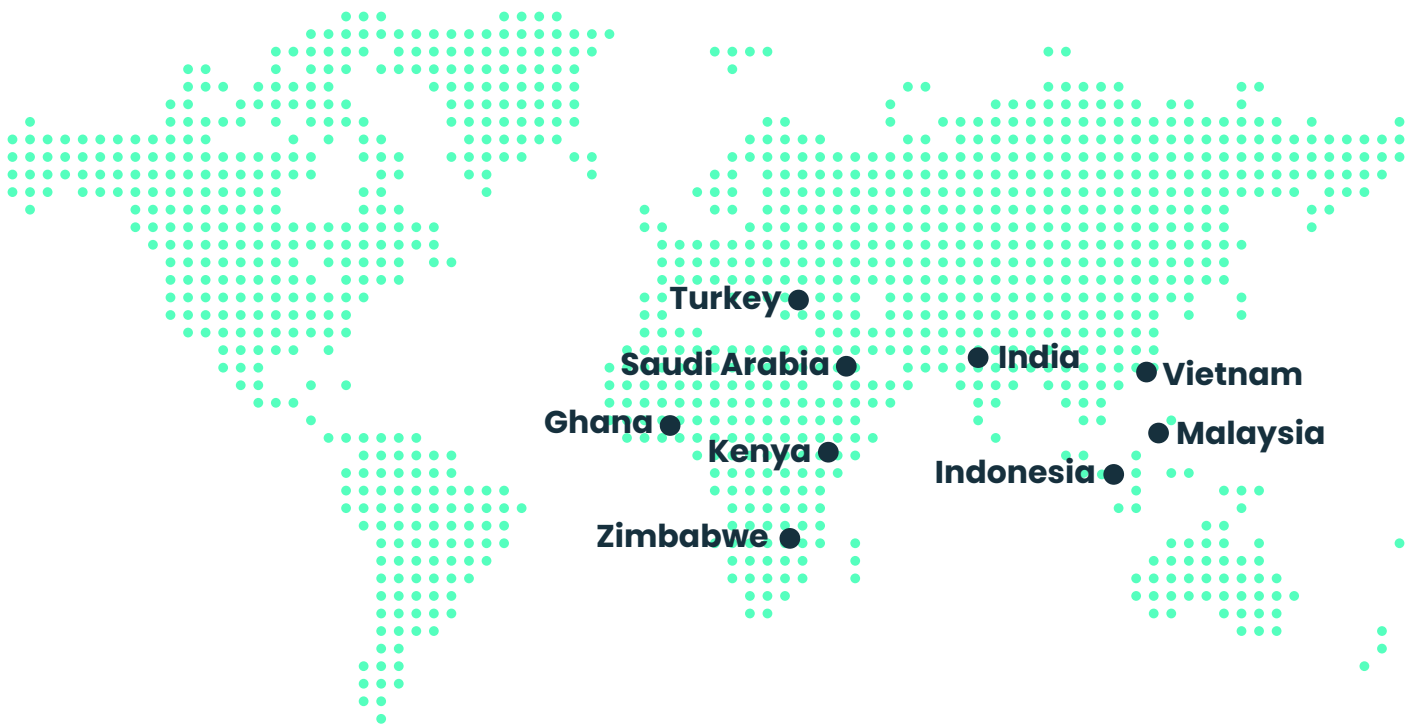 Turkey
Saudi Arabia
India
Vietnam
Ghana
Malaysia
Kenya
Indonesia
Zimbabwe